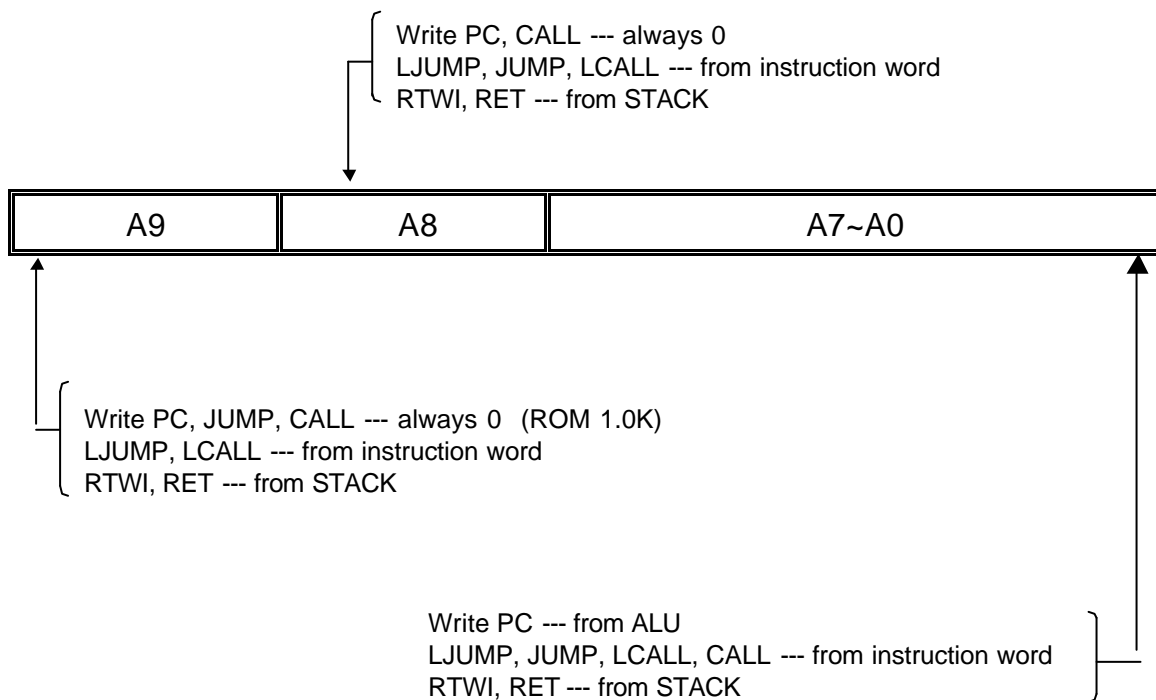 Write PC, CALL --- always 0
LJUMP, JUMP, LCALL --- from instruction word
RTWI, RET --- from STACK
A9 A8 A7~A0
Write PC, JUMP, CALL --- always 0 (ROM 1.0K)
LJUMP, LCALL --- from instruction word
RTWI, RET --- from STACK
Write PC --- from ALU
LJUMP, JUMP, LCALL, CALL --- from instruction word
RTWI, RET --- from STACK